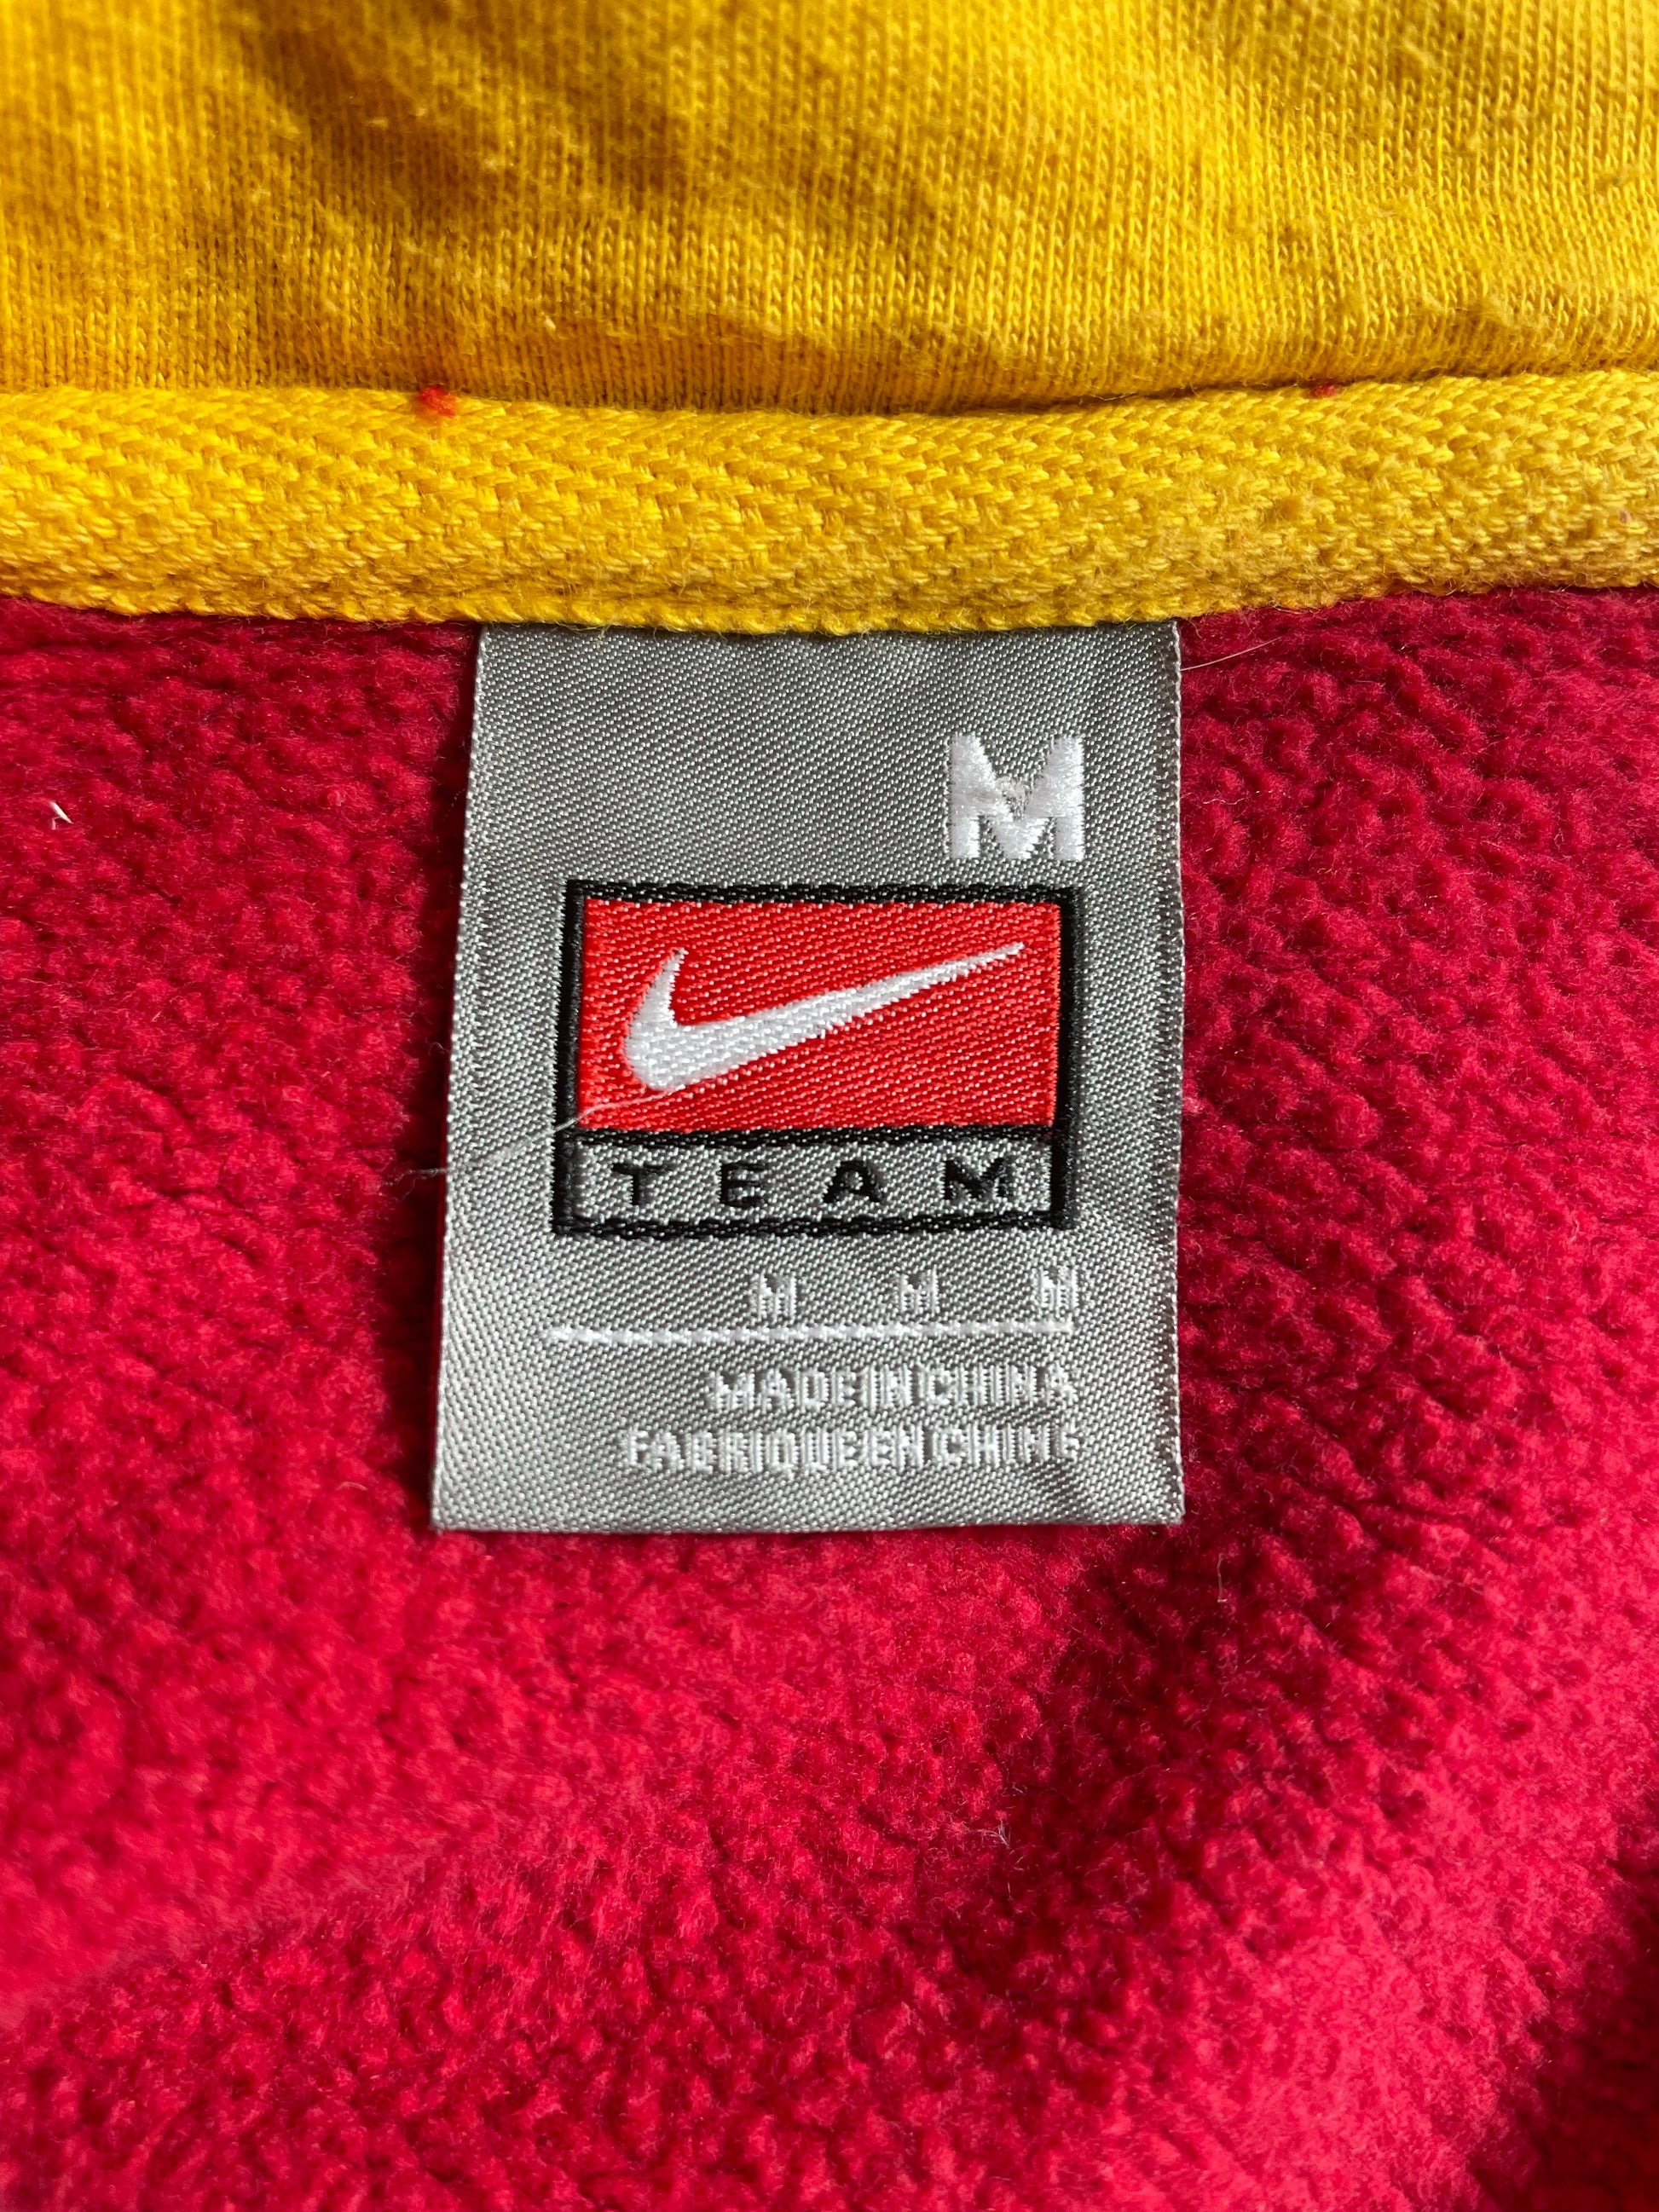 M
TEAM
M M M
MADE IN CHINA
FABRIQUE EN CHINE